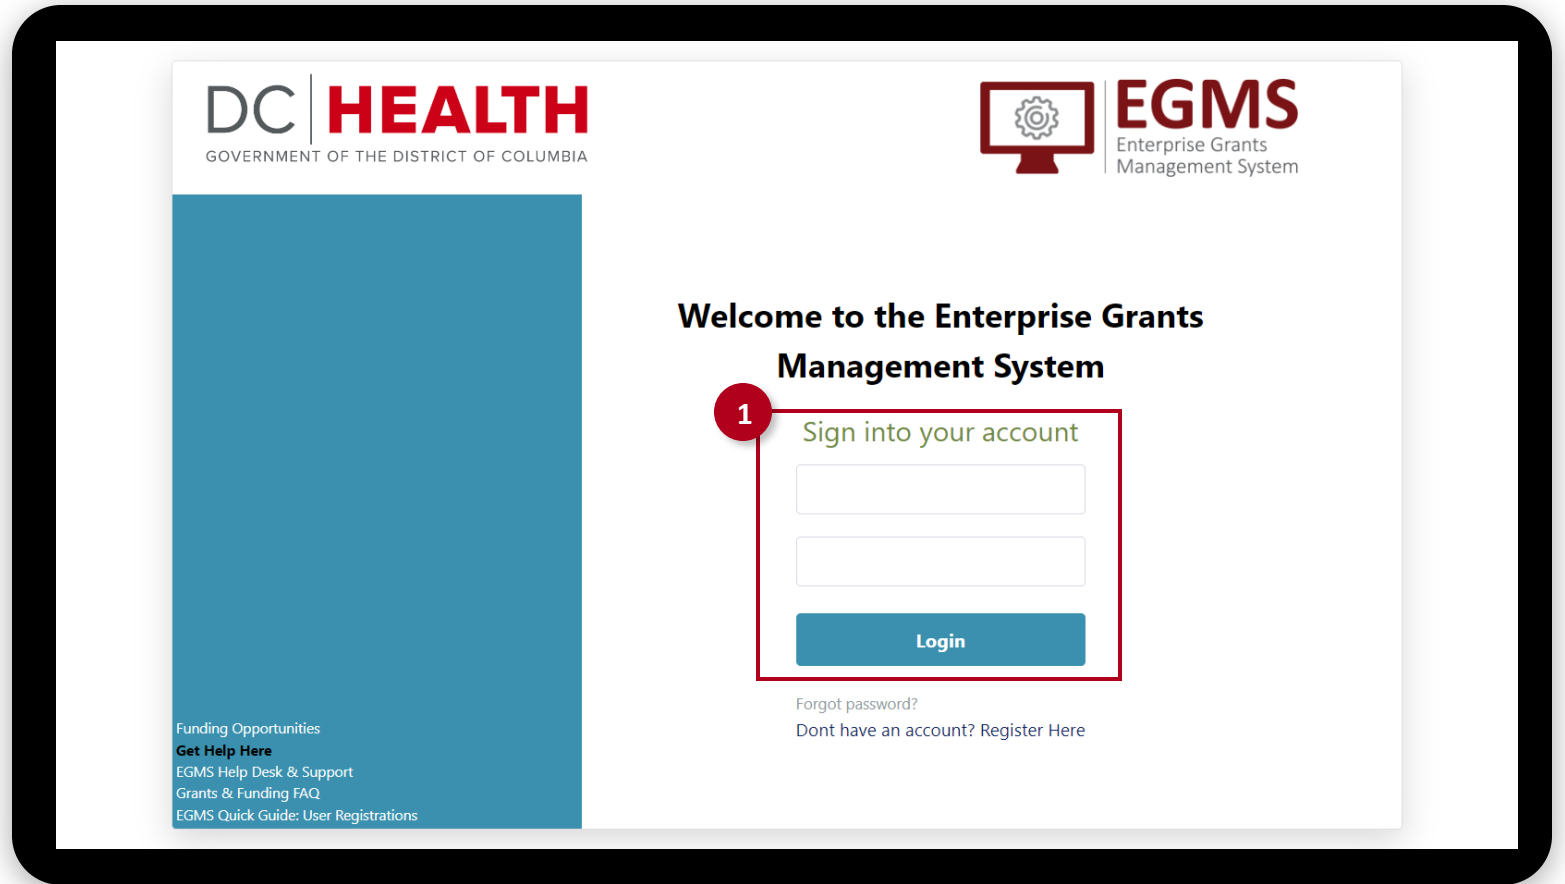 DC HEALTH
GOVERNMENT OF THE DISTRICT OF COLUMBIA
EGMS
Enterprise Grants
Management System
Welcome to the Enterprise Grants
Management System
1
Sign into your account
Login
Forgot password?
Dont have an account? Register Here
Funding Opportunities
Get Help Here
EGMS Help Desk & Support
Grants & Funding FAQ
EGMS Quick Guide: User Registrations